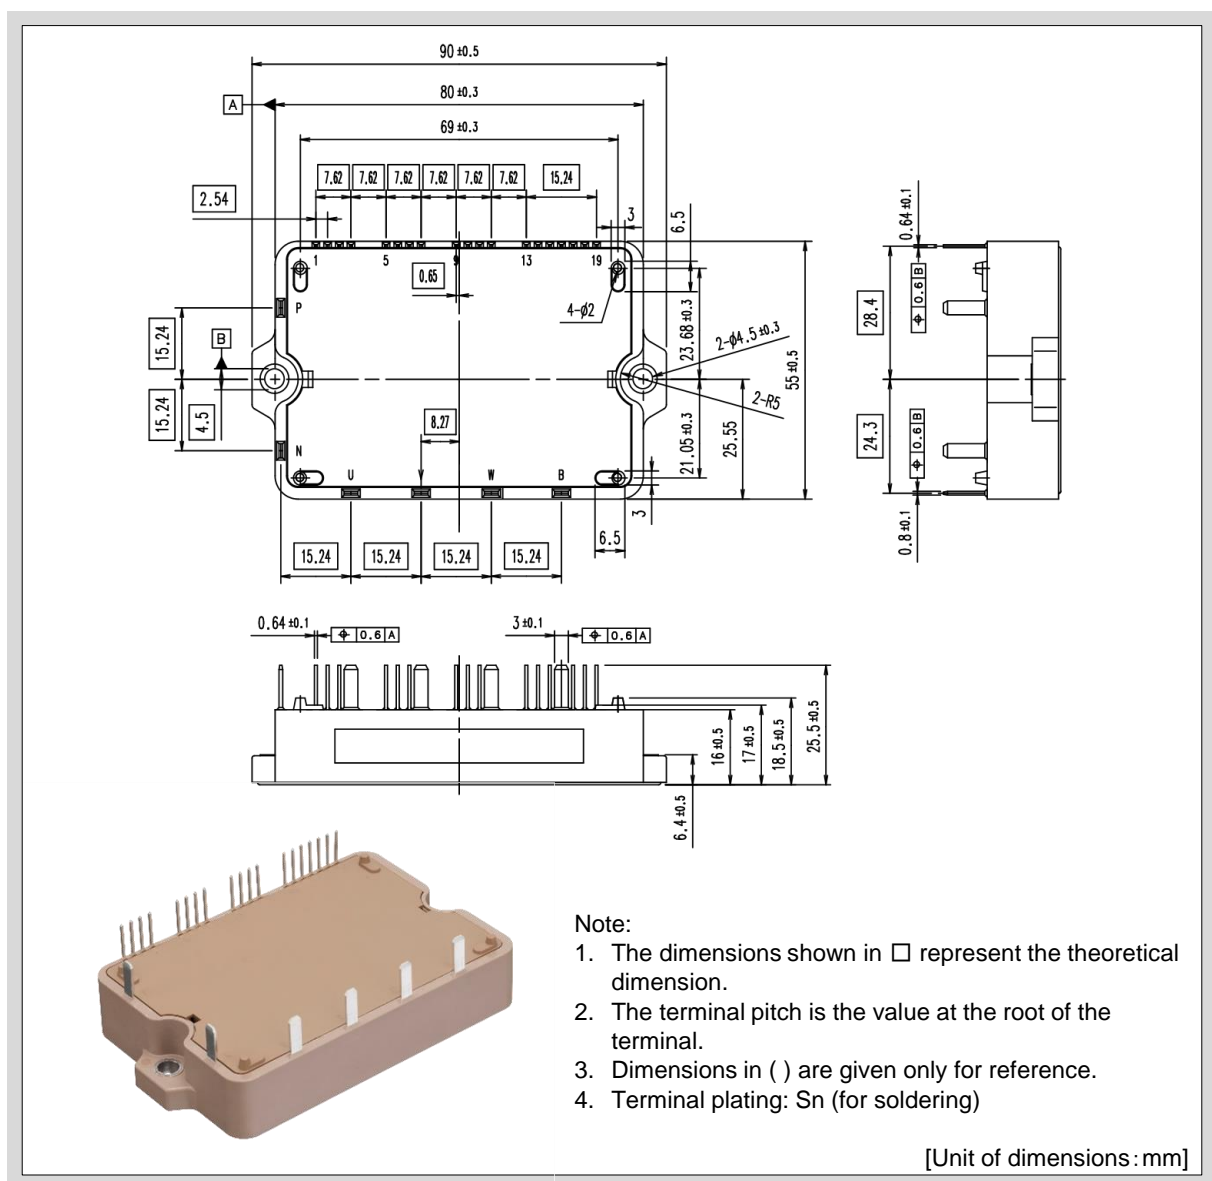 90 ±0.5
A
80 ±0.3
69 ±0.3
7.62 7.62 7.62 7.62 7.62 7.62 15.24
2.54
3
6.5
0.64 ±0.1
1 5 9 13 19
0.65
4-ø2
P
⌖ 0.6 B
28.4
15.24
B
23.68 ±0.3
2-ø4.5 ±0.3
55 ±0.5
2-R5
15.24
4.5
8.27
21.05 ±0.3
25.55
24.3
⌖ 0.6 B
N
U V W B
3
0.8 ±0.1
6.5
15.24 15.24 15.24 15.24
0.64 ±0.1
⌖ 0.6 A
3 ±0.1
⌖ 0.6 A
16 ±0.5
17 ±0.5
18.5 ±0.5
25.5 ±0.5
6.4 ±0.5
Note:
1. The dimensions shown in □ represent the theoretical
dimension.
2. The terminal pitch is the value at the root of the
terminal.
3. Dimensions in ( ) are given only for reference.
4. Terminal plating: Sn (for soldering)
[Unit of dimensions : mm]